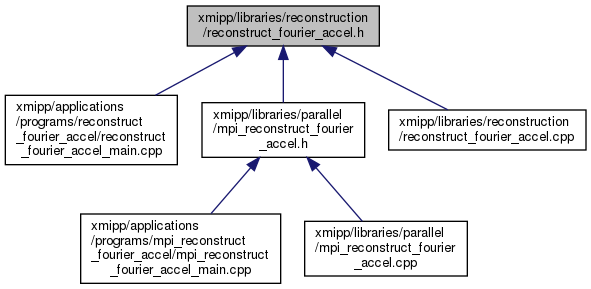 xmipp/libraries/reconstruction
/reconstruct_fourier_accel.h
xmipp/applications
/programs/reconstruct
_fourier_accel/reconstruct
_fourier_accel_main.cpp
xmipp/libraries/parallel
/mpi_reconstruct_fourier
_accel.h
xmipp/libraries/reconstruction
/reconstruct_fourier_accel.cpp
xmipp/applications
/programs/mpi_reconstruct
_fourier_accel/mpi_reconstruct
_fourier_accel_main.cpp
xmipp/libraries/parallel
/mpi_reconstruct_fourier
_accel.cpp